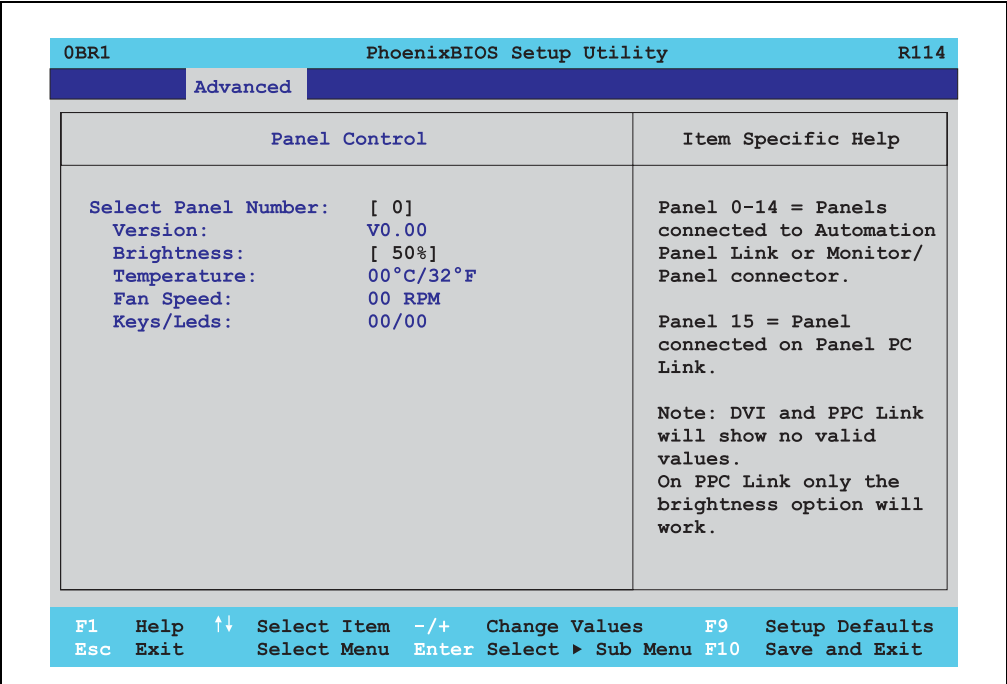 0BR1 PhoenixBIOS Setup Utility R114
Advanced
Panel Control
Item Specific Help
Select Panel Number: [ 0]
Version: V0.00
Brightness: [ 50%]
Temperature: 00°C/32°F
Fan Speed: 00 RPM
Keys/Leds: 00/00
Panel 0-14 = Panels
connected to Automation
Panel Link or Monitor/
Panel connector.
Panel 15 = Panel
connected on Panel PC
Link.
Note: DVI and PPC Link
will show no valid
values.
On PPC Link only the
brightness option will
work.
F1 Help ↑↓ Select Item -/+ Change Values F9 Setup Defaults
Esc Exit Select Menu Enter Select ▶ Sub Menu F10 Save and Exit